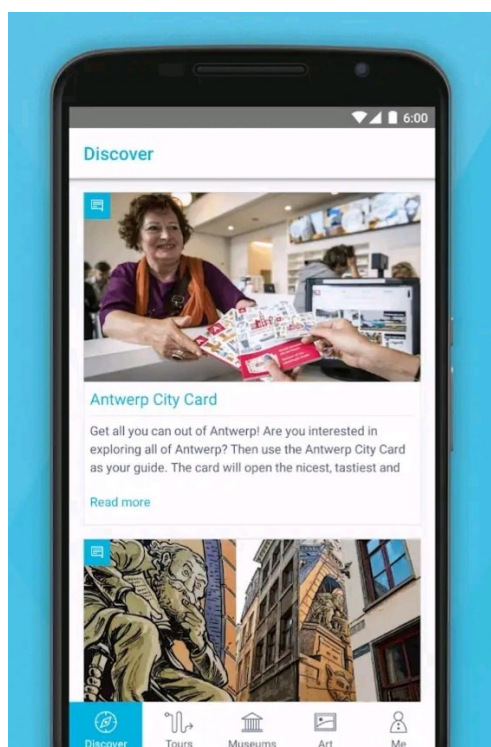 6:00
Discover
Antwerp City Card
Get all you can out of Antwerp! Are you interested in
exploring all of Antwerp? Then use the Antwerp City Card
as your guide. The card will open the nicest, tastiest and
Read more
Discover Tours Museums Art Me